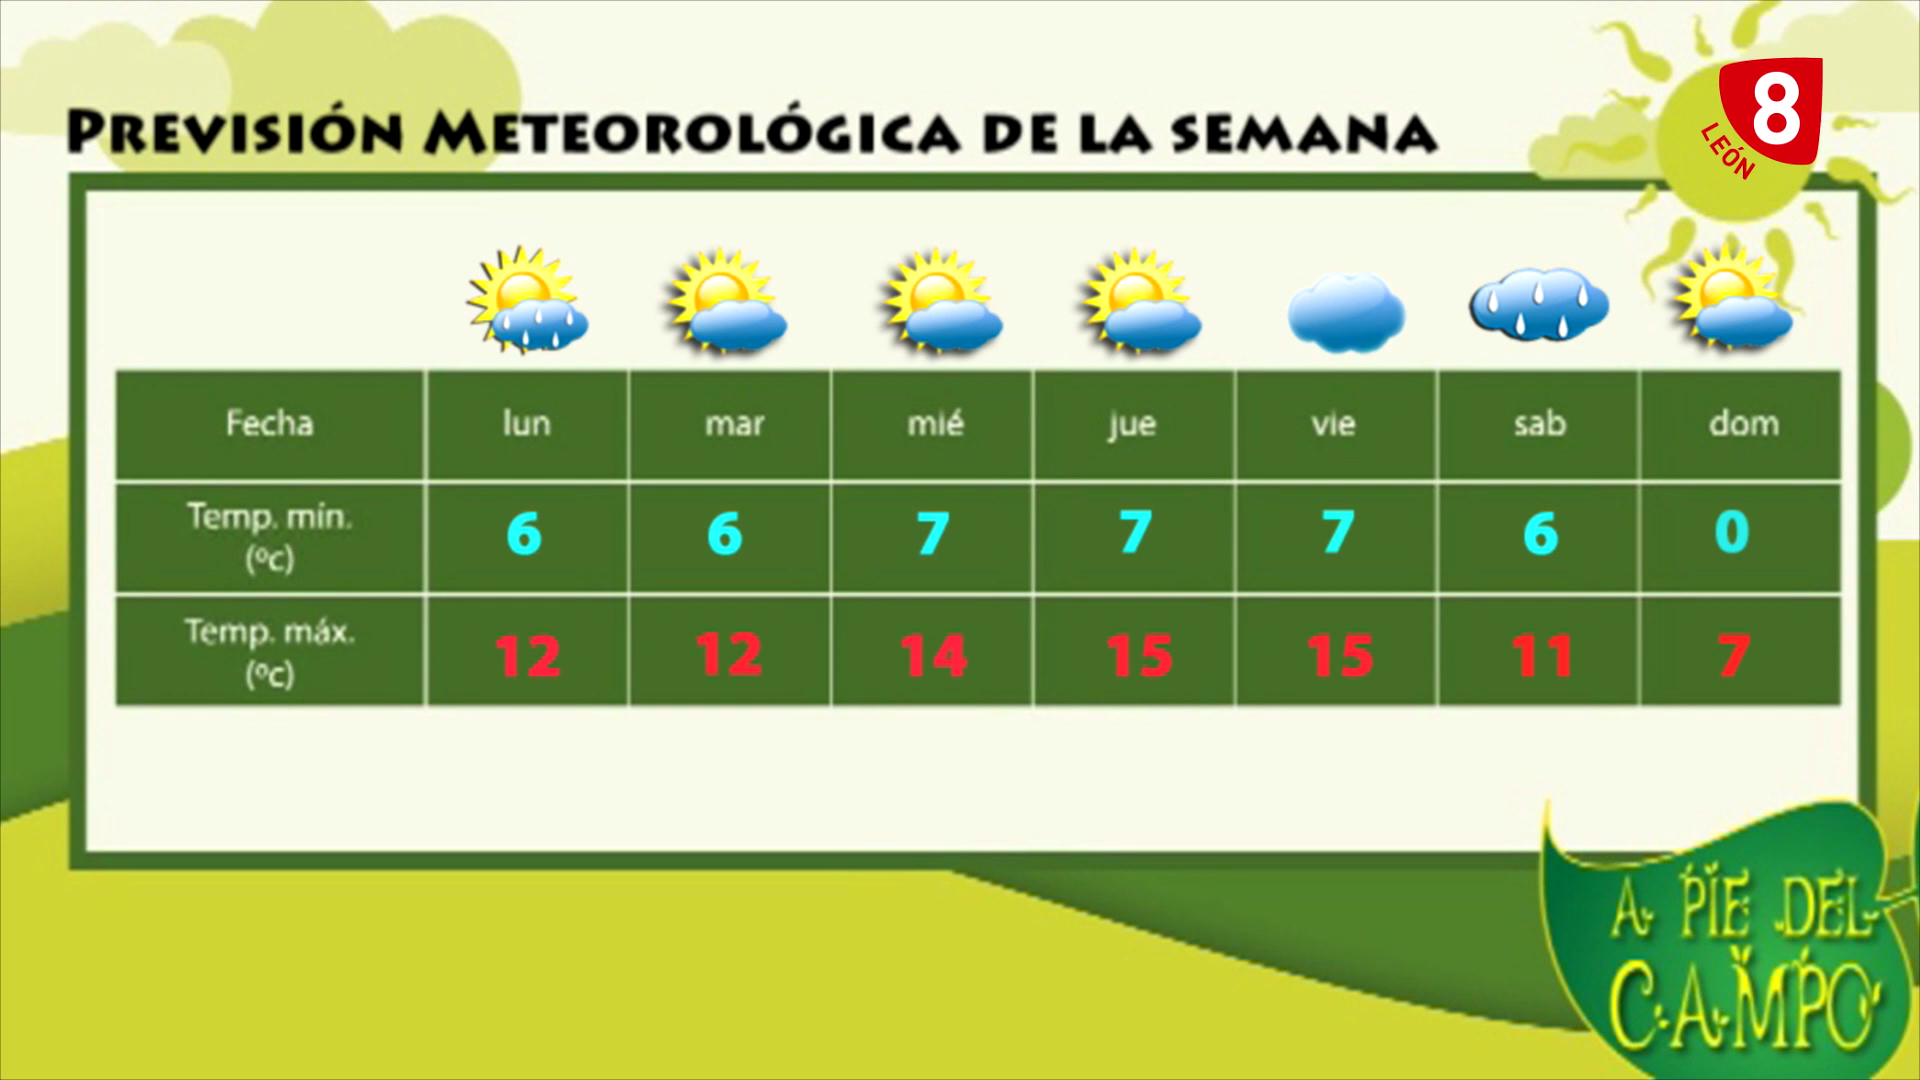 PREVISIÓN METEOROLÓGICA DE LA SEMANA
8
LEÓN
Fecha lun mar mié jue vie sab dom
Temp. mín.
(ºc)
6 6 7 7 7 6 0
Temp. máx.
(ºc)
12 12 14 15 15 11 7
A PIE DEL
CAMPO